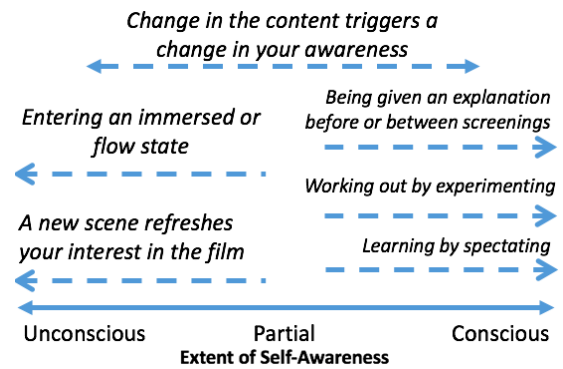 Change in the content triggers a
change in your awareness
Entering an immersed or
flow state
Being given an explanation
before or between screenings
Working out by experimenting
A new scene refreshes
your interest in the film
Learning by spectating
Unconscious Partial Conscious
Extent of Self-Awareness